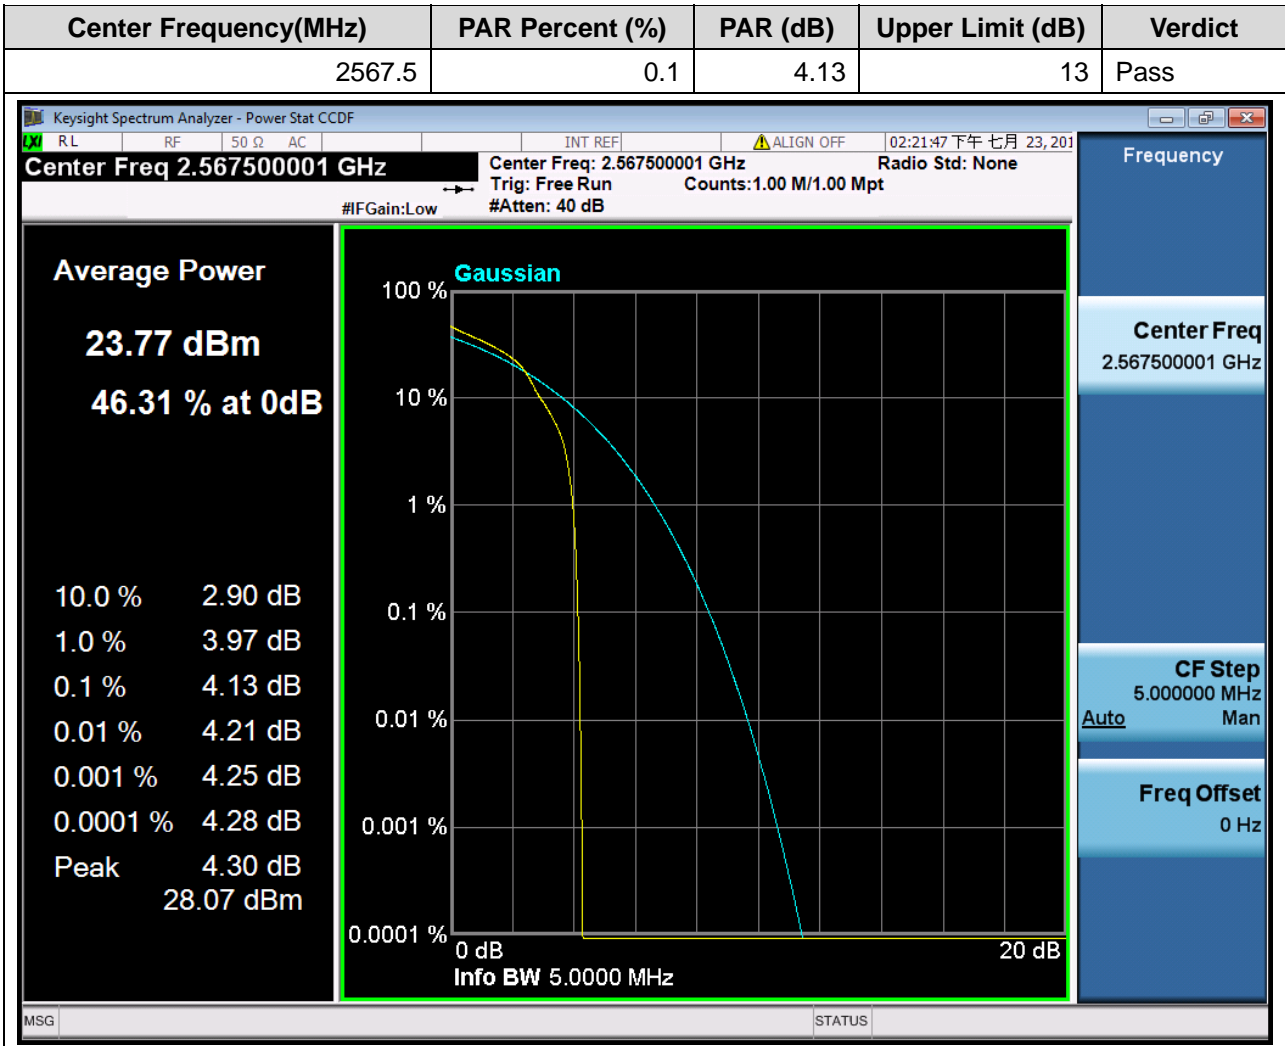 Center Frequency(MHz) PAR Percent (%) PAR (dB) Upper Limit (dB) Verdict
2567.5 0.1 4.13 13 Pass
Keysight Spectrum Analyzer - Power Stat CCDF
LXI RL RF 50 Ω AC INT REF ALIGN OFF 02:21:47 下午 七月 23, 201
Center Freq 2.567500001 GHz
#IFGain:Low
Center Freq: 2.567500001 GHz Radio Std: None
Trig: Free Run Counts:1.00 M/1.00 Mpt
#Atten: 40 dB
Average Power
23.77 dBm
46.31 % at 0dB
10.0 % 2.90 dB
1.0 % 3.97 dB
0.1 % 4.13 dB
0.01 % 4.21 dB
0.001 % 4.25 dB
0.0001 % 4.28 dB
Peak 4.30 dB
28.07 dBm
Gaussian
100 %
10 %
1 %
0.1 %
0.01 %
0.001 %
0.0001 %
0 dB 20 dB
Info BW 5.0000 MHz
Frequency
Center Freq
2.567500001 GHz
CF Step
5.000000 MHz
Auto Man
Freq Offset
0 Hz
MSG STATUS